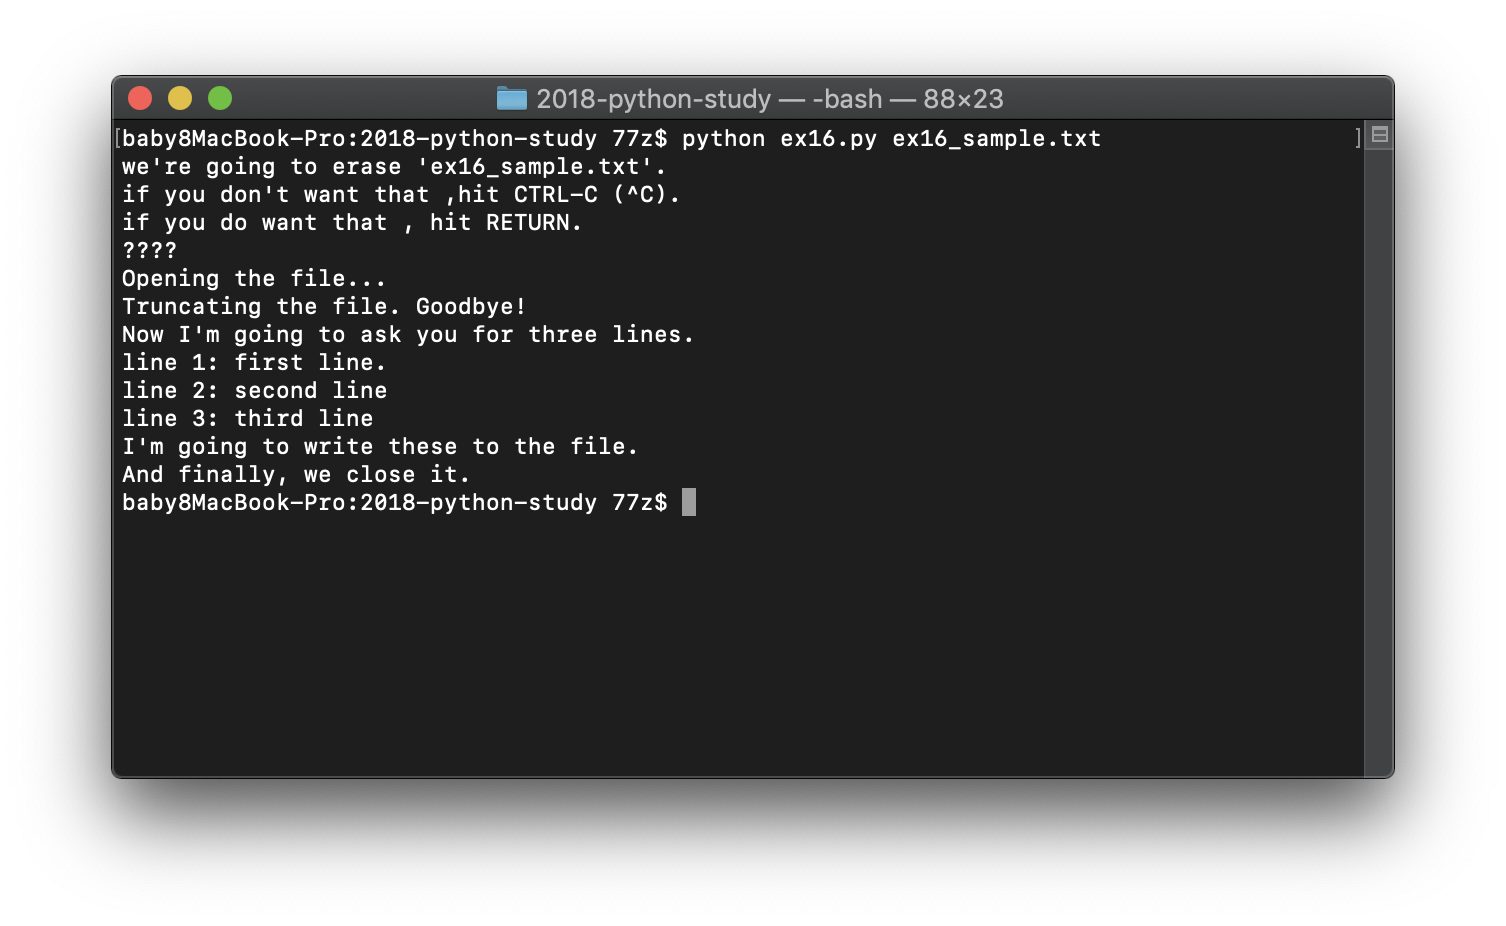 2018-python-study — -bash — 88×23
[baby8MacBook-Pro:2018-python-study 77z$ python ex16.py ex16_sample.txt ]
we're going to erase 'ex16_sample.txt'.
if you don't want that ,hit CTRL-C (^C).
if you do want that , hit RETURN.
????
Opening the file...
Truncating the file. Goodbye!
Now I'm going to ask you for three lines.
line 1: first line.
line 2: second line
line 3: third line
I'm going to write these to the file.
And finally, we close it.
baby8MacBook-Pro:2018-python-study 77z$